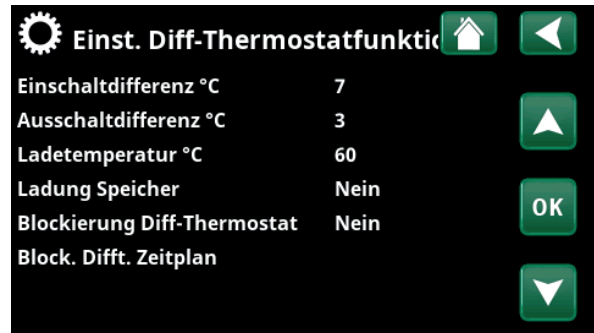 Einst. Diff-Thermostatfunktio
Einschaltdifferenz °C 7
Ausschaltdifferenz °C 3
Ladetemperatur °C 60
Ladung Speicher Nein
Blockierung Diff-Thermostat Nein
OK
Block. Difft. Zeitplan